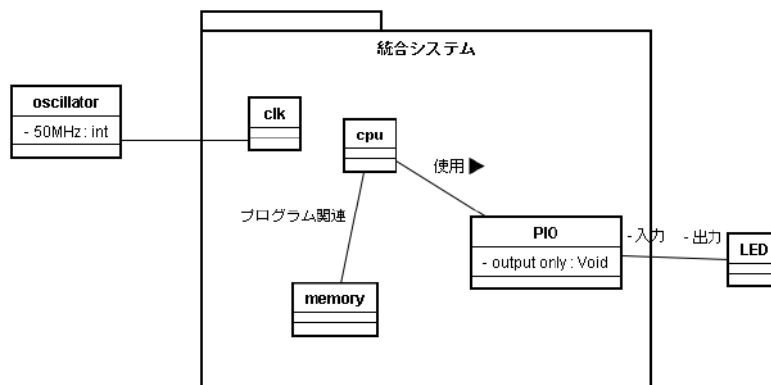 統合システム
oscillator
- 50MHz : int
clk
cpu
使用 ▶
プログラム関連
PIO
- output only : Void
- 入力
- 出力
LED
memory